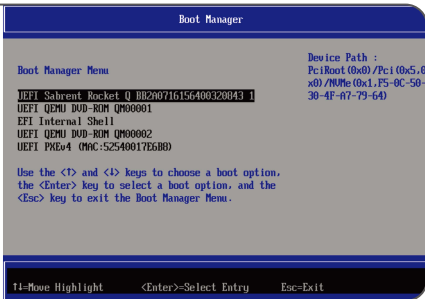 Boot Manager
Device Path :
PciRoot(0x0)/Pci(0x5,0
x0)/NVMe(0x1,F5-0C-50-
30-4F-A7-79-64)
Boot Manager Menu
UEFI Sabrent Rocket Q BB2A0716156400320843 1
UEFI QEMU DVD-ROM QM00001
EFI Internal Shell
UEFI QEMU DVD-ROM QM00002
UEFI PXEv4 (MAC:52540017E6BB)
Use the <↑> and <↓> keys to choose a boot option,
the <Enter> key to select a boot option, and the
<Esc> key to exit the Boot Manager Menu.
↑↓=Move Highlight <Enter>=Select Entry Esc=Exit